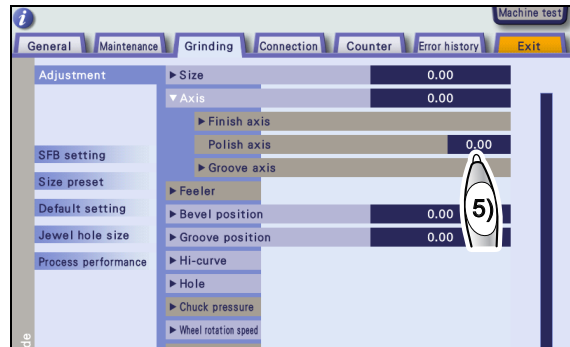 i
Machine test
General Maintenance Grinding Connection Counter Error history Exit
Adjustment
SFB setting
Size preset
Default setting
Jewel hole size
Process performance
▶ Size 0.00
▼ Axis 0.00
▶ Finish axis
Polish axis 0.00
▶ Groove axis
▶ Feeler
▶ Bevel position 0.00
▶ Groove position 0.00
▶ Hi-curve
▶ Hole
▶ Chuck pressure
▶ Wheel rotation speed
5)
de